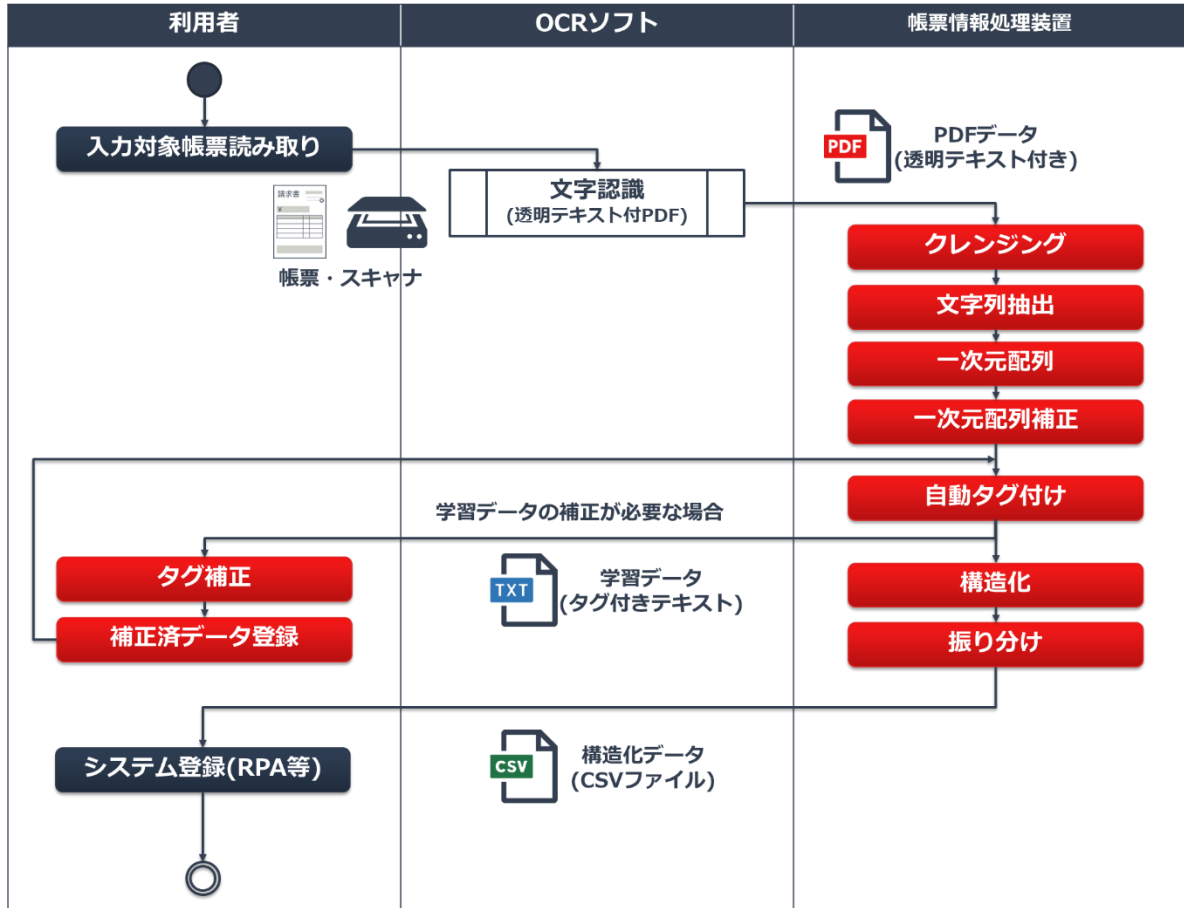 利用者
OCRソフト
帳票情報処理装置
入力対象帳票読み取り
請求書
¥
帳票・スキャナ
文字認識
(透明テキスト付PDF)
PDF
PDFデータ
(透明テキスト付き)
クレンジング
文字列抽出
一次元配列
一次元配列補正
自動タグ付け
学習データの補正が必要な場合
タグ補正
補正済データ登録
TXT
学習データ
(タグ付きテキスト)
構造化
振り分け
システム登録(RPA等)
CSV
構造化データ
(CSVファイル)